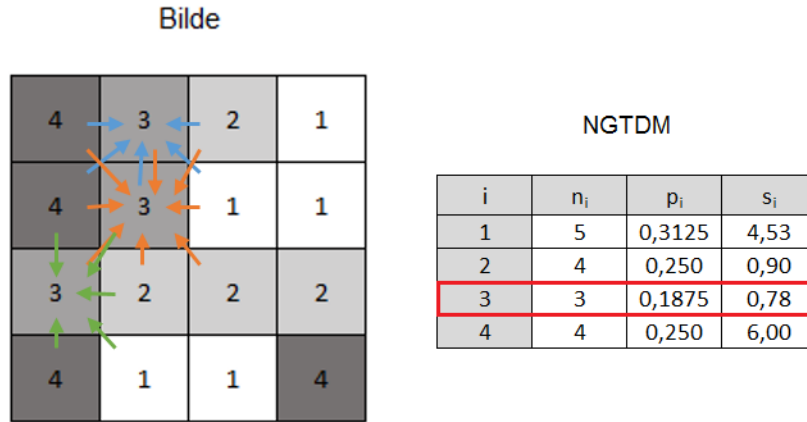 Bilde
4 3 2 1
4 3 1 1
3 2 2 2
4 1 1 4
NGTDM
i nᵢ pᵢ sᵢ
1 5 0,3125 4,53
2 4 0,250 0,90
3 3 0,1875 0,78
4 4 0,250 6,00